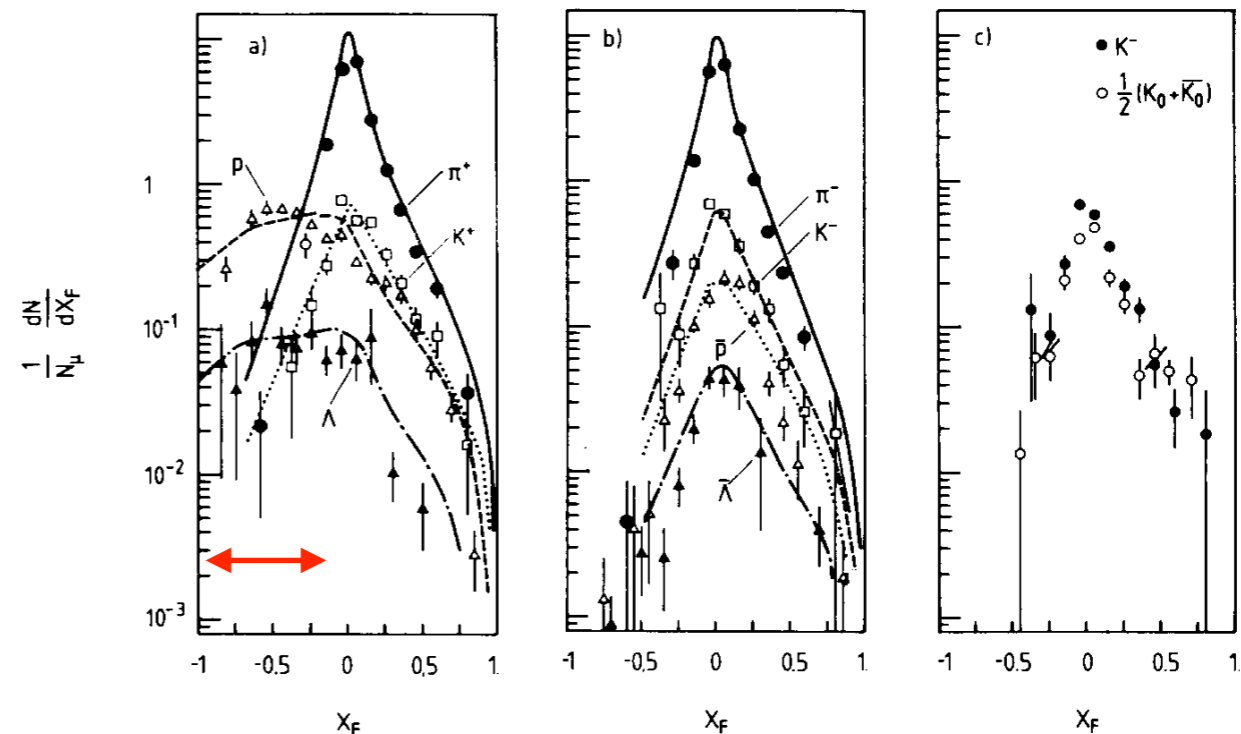 a)
p
π⁺
K⁺
Λ
1
10⁻¹
10⁻²
10⁻³
1/Nμ dN/dX_F
-1 -0.5 0 0,5 1.
X_F
b)
π⁻
K⁻
p̅
Λ̅
-1 -0.5 0 0.5 1.
X_F
c)
● K⁻
○ ½(K₀+K̅₀)
-1 -0,5 0 0,5 1.
X_F